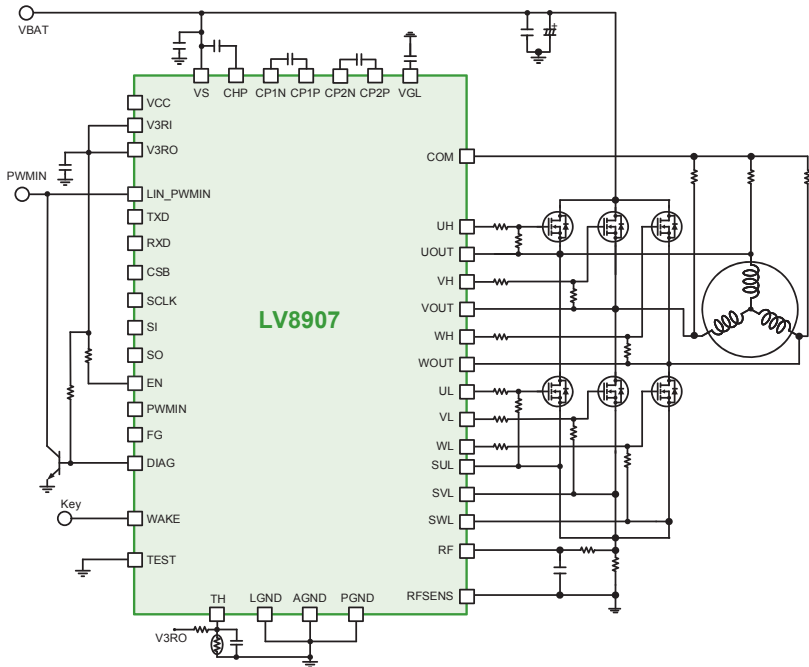 VBAT
VS
CHP
CP1N
CP1P
CP2N
CP2P
VGL
VCC
V3RI
V3RO
PWMIN
LIN_PWMIN
TXD
RXD
CSB
SCLK
SI
SO
EN
PWMIN
FG
DIAG
Key
WAKE
TEST
LV8907
COM
UH
UOUT
VH
VOUT
WH
WOUT
UL
VL
WL
SUL
SVL
SWL
RF
RFSENS
TH
LGND
AGND
PGND
V3RO